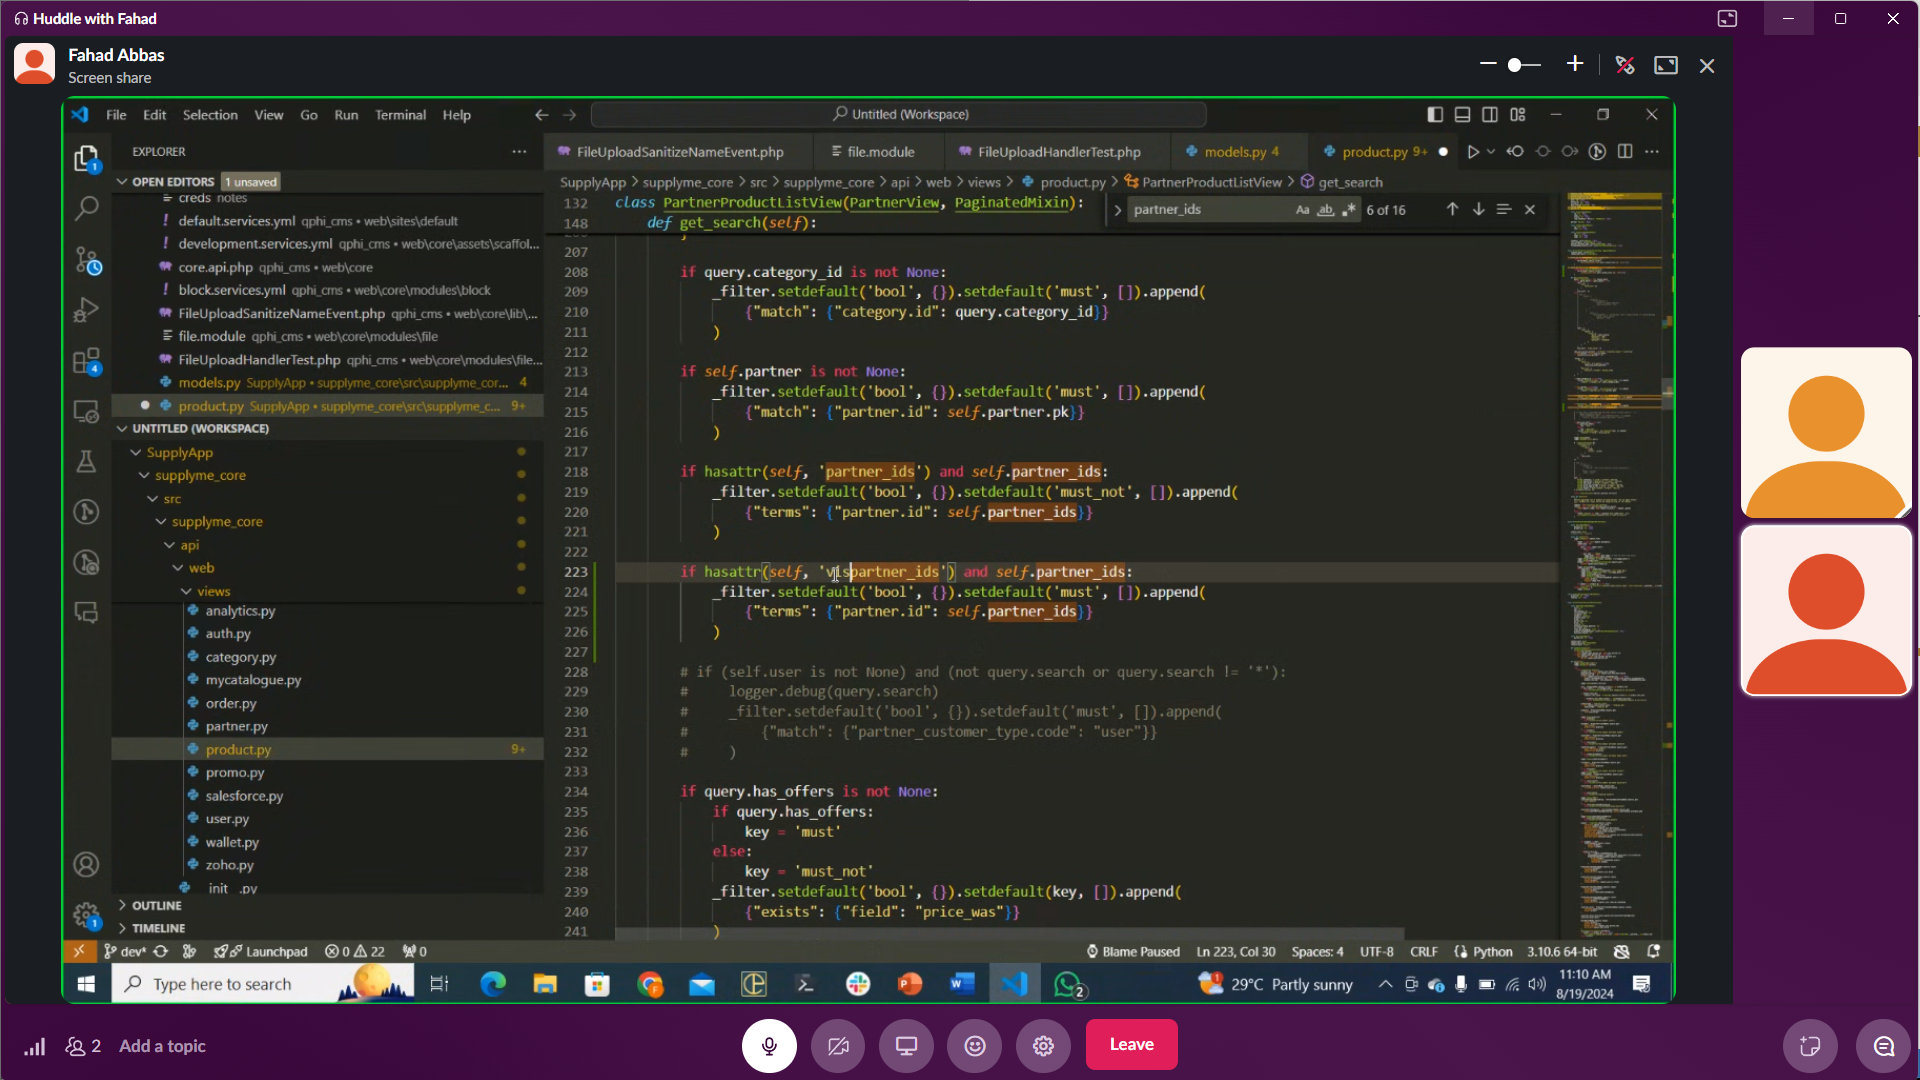 Huddle with Fahad
Fahad Abbas
Screen share
File Edit Selection View Go Run Terminal Help
Untitled (Workspace)
EXPLORER
OPEN EDITORS 1 unsaved
creds notes
! default.services.yml qphi_cms • web\sites\default
! development.services.yml qphi_cms • web\core\assets\scaffol...
core.api.php qphi_cms • web\core
! block.services.yml qphi_cms • web\core\modules\block
FileUploadSanitizeNameEvent.php qphi_cms • web\core\lib\...
file.module qphi_cms • web\core\modules\file
FileUploadHandlerTest.php qphi_cms • web\core\modules\file...
models.py SupplyApp • supplyme_core\src\supplyme_cor... 4
product.py SupplyApp • supplyme_core\src\supplyme_c... 9+
UNTITLED (WORKSPACE)
SupplyApp
supplyme_core
src
supplyme_core
api
web
views
analytics.py
auth.py
category.py
mycatalogue.py
order.py
partner.py
product.py 9+
promo.py
salesforce.py
user.py
wallet.py
zoho.py
init .py
OUTLINE
TIMELINE
FileUploadSanitizeNameEvent.php file.module FileUploadHandlerTest.php models.py 4 product.py 9+
SupplyApp > supplyme_core > src > supplyme_core > api > web > views > product.py > PartnerProductListView > get_search
partner_ids Aa ab 6 of 16
132 class PartnerProductListView(PartnerView, PaginatedMixin):
148 def get_search(self):
207
208 if query.category_id is not None:
209 _filter.setdefault('bool', {}).setdefault('must', []).append(
210 {"match": {"category.id": query.category_id}}
211 )
212
213 if self.partner is not None:
214 _filter.setdefault('bool', {}).setdefault('must', []).append(
215 {"match": {"partner.id": self.partner.pk}}
216 )
217
218 if hasattr(self, 'partner_ids') and self.partner_ids:
219 _filter.setdefault('bool', {}).setdefault('must_not', []).append(
220 {"terms": {"partner.id": self.partner_ids}}
221 )
222
223 if hasattr(self, 'vispartner_ids') and self.partner_ids:
224 _filter.setdefault('bool', {}).setdefault('must', []).append(
225 {"terms": {"partner.id": self.partner_ids}}
226 )
227
228 # if (self.user is not None) and (not query.search or query.search != '*'):
229 # logger.debug(query.search)
230 # _filter.setdefault('bool', {}).setdefault('must', []).append(
231 # {"match": {"partner_customer_type.code": "user"}}
232 # )
233
234 if query.has_offers is not None:
235 if query.has_offers:
236 key = 'must'
237 else:
238 key = 'must_not'
239 _filter.setdefault('bool', {}).setdefault(key, []).append(
240 {"exists": {"field": "price_was"}}
241 )
dev* Launchpad 0 22 0 Blame Paused Ln 223, Col 30 Spaces: 4 UTF-8 CRLF Python 3.10.6 64-bit
Type here to search
2
29°C Partly sunny
11:10 AM
8/19/2024
2 Add a topic
Leave